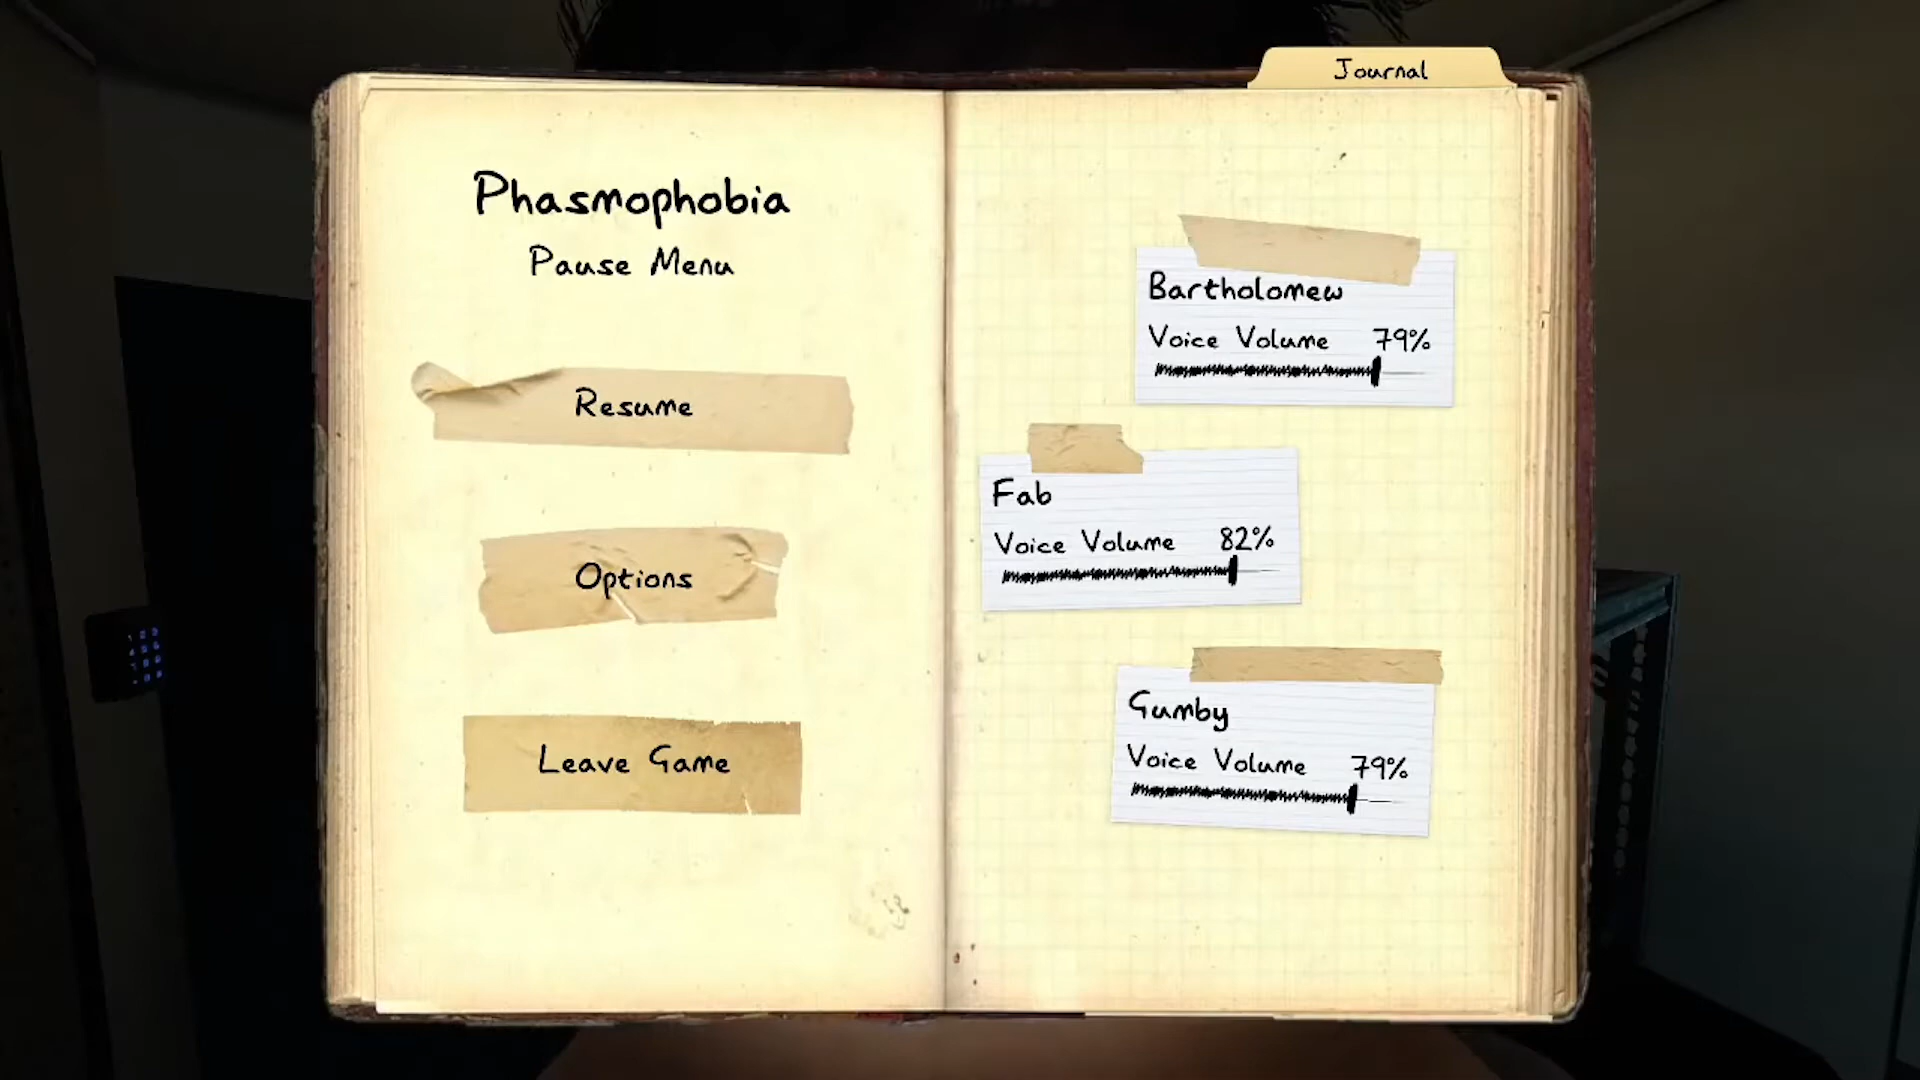 Journal
Phasmophobia
Pause Menu
Resume
Options
Leave Game
Bartholomew
Voice Volume 79%
Fab
Voice Volume 82%
Gumby
Voice Volume 79%